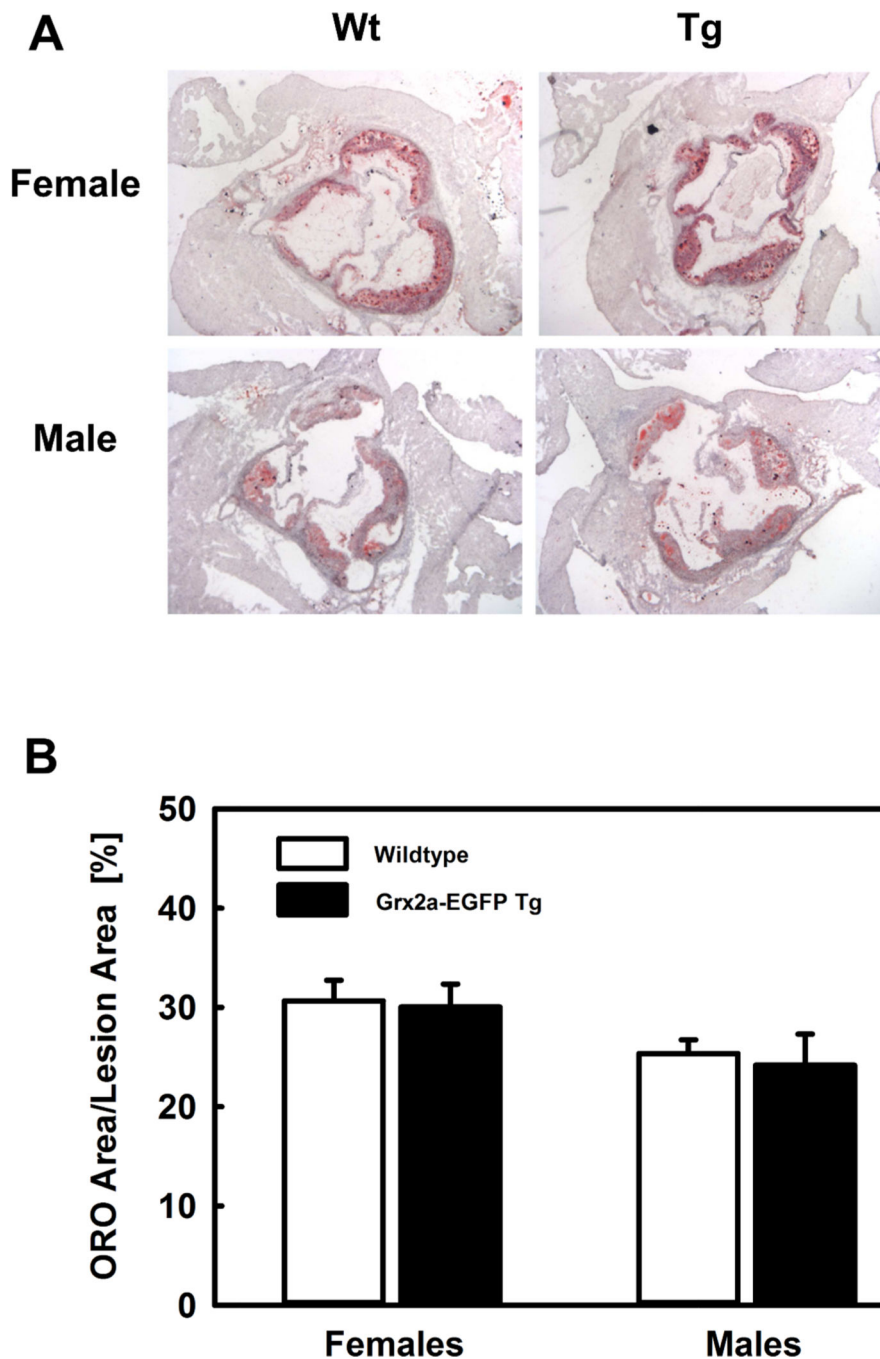 A
Wt Tg
Female
Male
B
ORO Area/Lesion Area [%]
50
40
30
20
10
0
Wildtype
Grx2a-EGFP Tg
Females Males